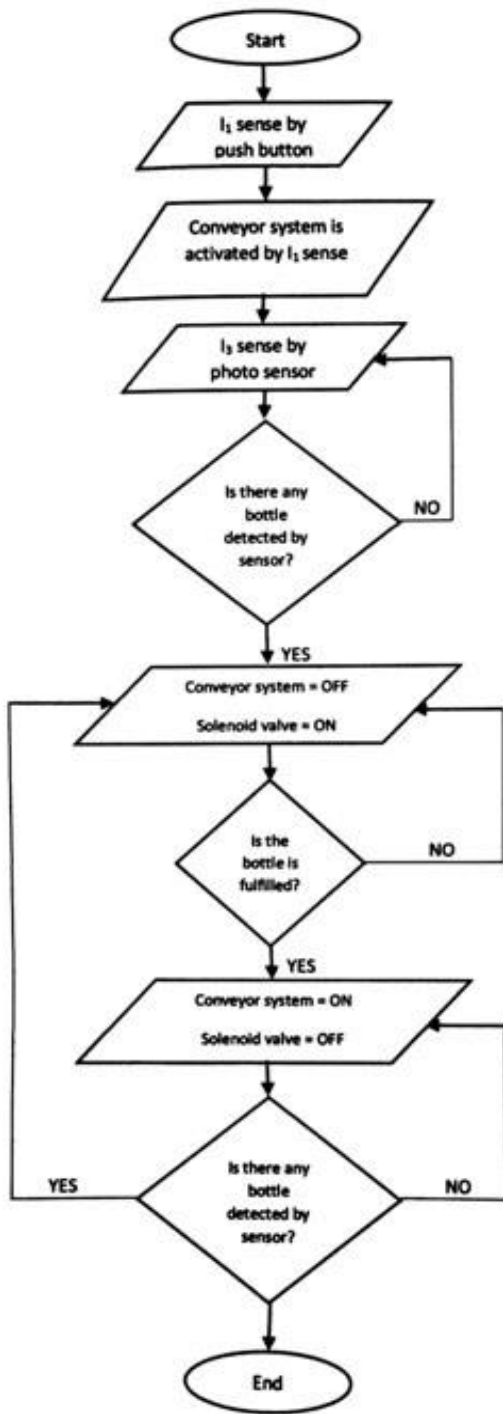 Start
I₁ sense by
push button
Conveyor system is
activated by I₁ sense
I₃ sense by
photo sensor
Is there any
bottle
detected by
sensor?
NO
YES
Conveyor system = OFF
Solenoid valve = ON
Is the
bottle is
fulfilled?
NO
YES
Conveyor system = ON
Solenoid valve = OFF
Is there any
bottle
detected by
sensor?
YES
NO
End